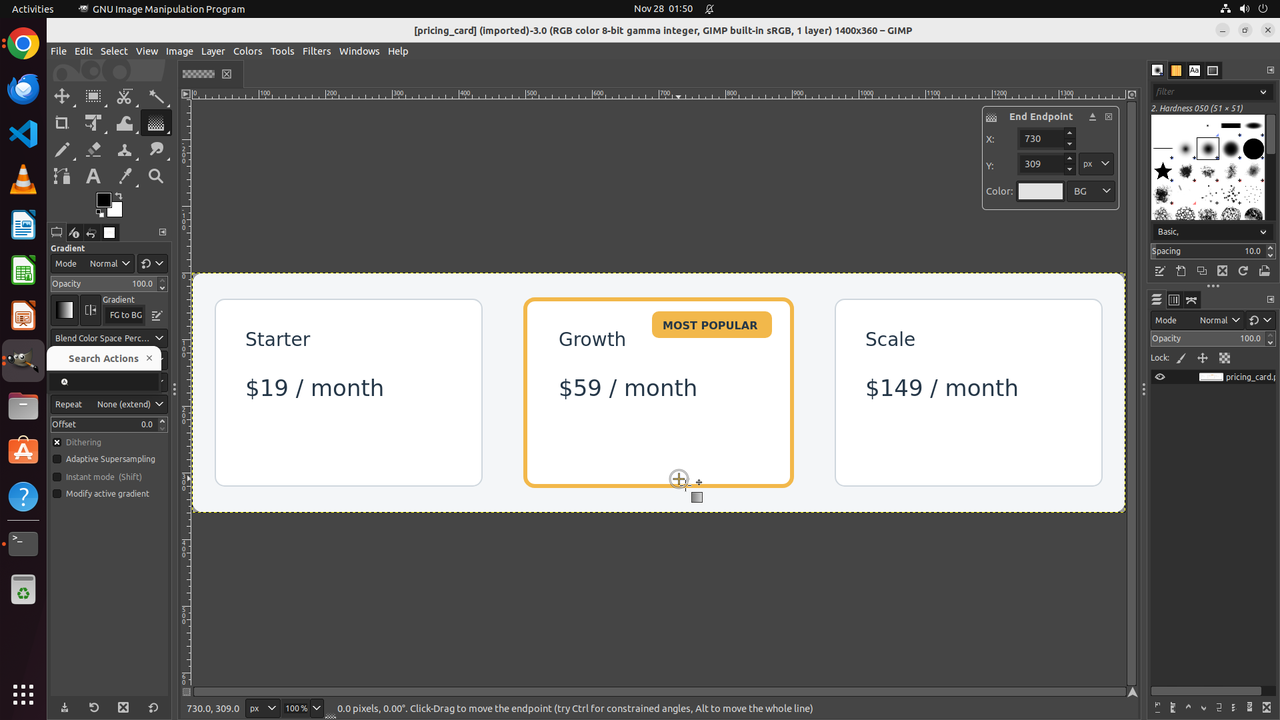 Activities
GNU Image Manipulation Program
Nov 28 01:50
[pricing_card] (imported)-3.0 (RGB color 8-bit gamma integer, GIMP built-in sRGB, 1 layer) 1400x360 – GIMP
File Edit Select View Image Layer Colors Tools Filters Windows Help
filter
2. Hardness 050 (51 × 51)
End Endpoint
X: 730
Y: 309 px
Color: BG
Basic,
Spacing 10.0
Gradient
Mode Normal
Opacity 100.0
Gradient
FG to BG
Blend Color Space Perc...
Search Actions
Repeat None (extend)
Offset 0.0
Dithering
Adaptive Supersampling
Instant mode (Shift)
Modify active gradient
Mode Normal
Opacity 100.0
Lock:
pricing_card.p
Starter
$19 / month
MOST POPULAR
Growth
$59 / month
Scale
$149 / month
730.0, 309.0 px 100 % 0.0 pixels, 0.00°. Click-Drag to move the endpoint (try Ctrl for constrained angles, Alt to move the whole line)